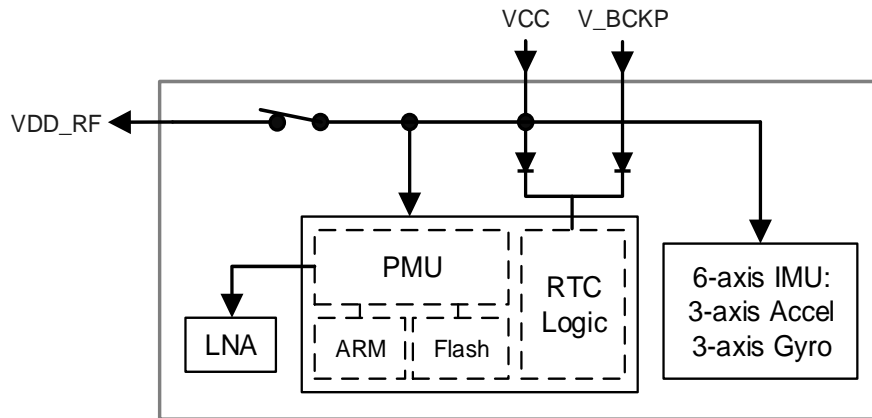 VCC V_BCKP
VDD_RF
PMU
RTC
Logic
LNA
ARM
Flash
6-axis IMU:
3-axis Accel
3-axis Gyro